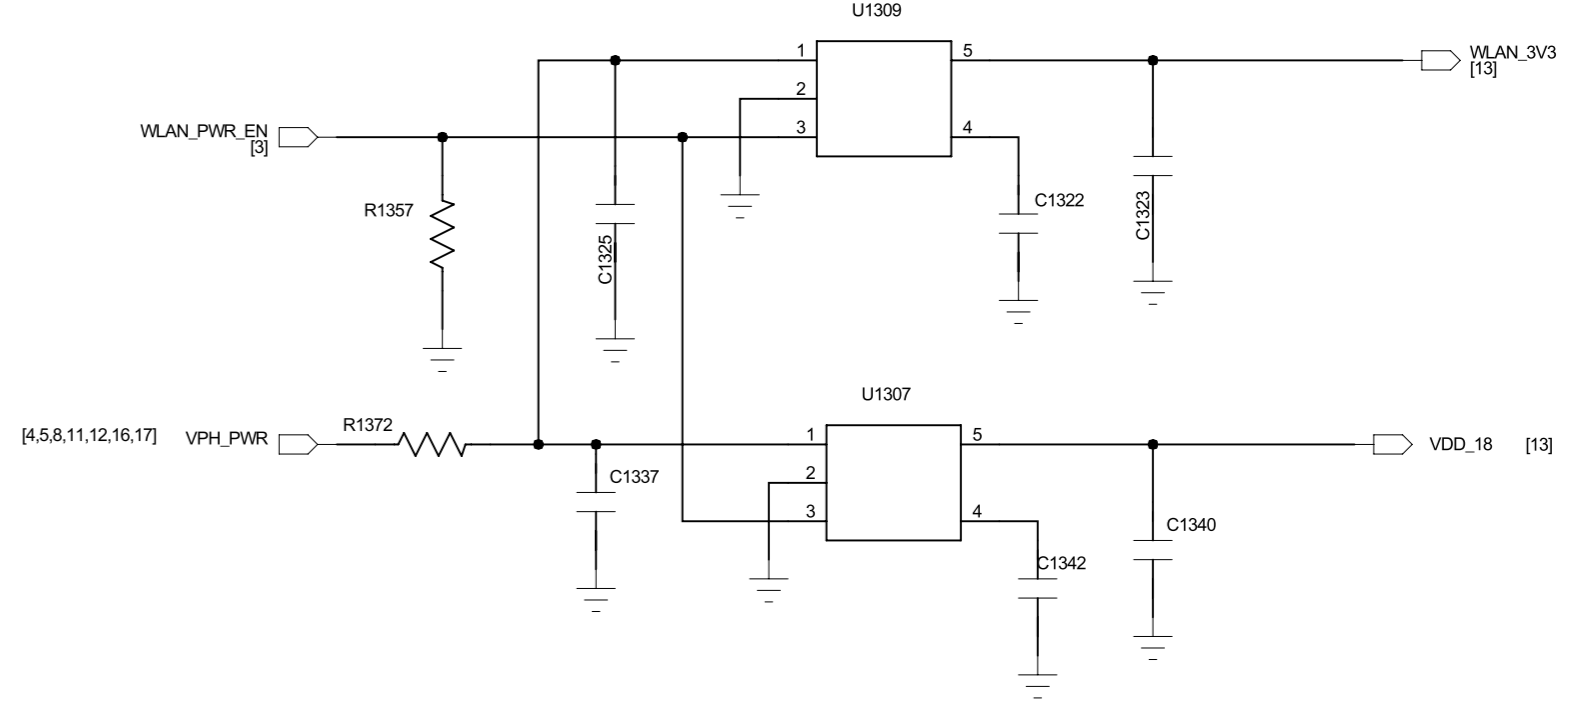 U1309
1
5
WLAN_3V3
[13]
2
WLAN_PWR_EN
[3]
3
4
R1357
C1325
C1322
C1323
U1307
[4,5,8,11,12,16,17]
VPH_PWR
R1372
1
5
VDD_18
[13]
C1337
2
3
4
C1340
C1342